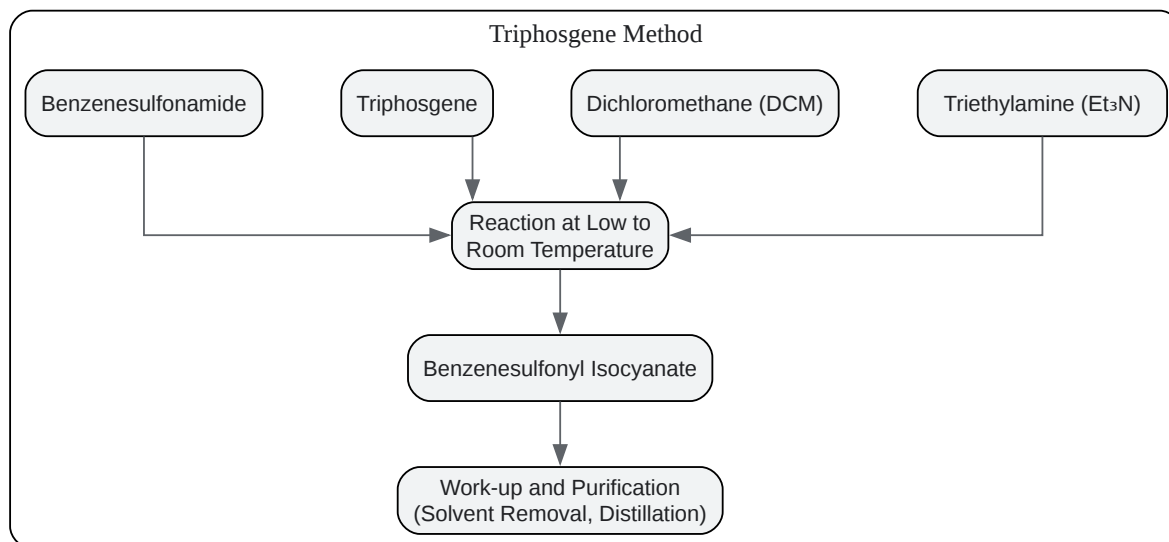 Triphosgene Method
Benzenesulfonamide
Triphosgene
Dichloromethane (DCM)
Triethylamine (Et₃N)
Reaction at Low to
Room Temperature
Benzenesulfonyl Isocyanate
Work-up and Purification
(Solvent Removal, Distillation)